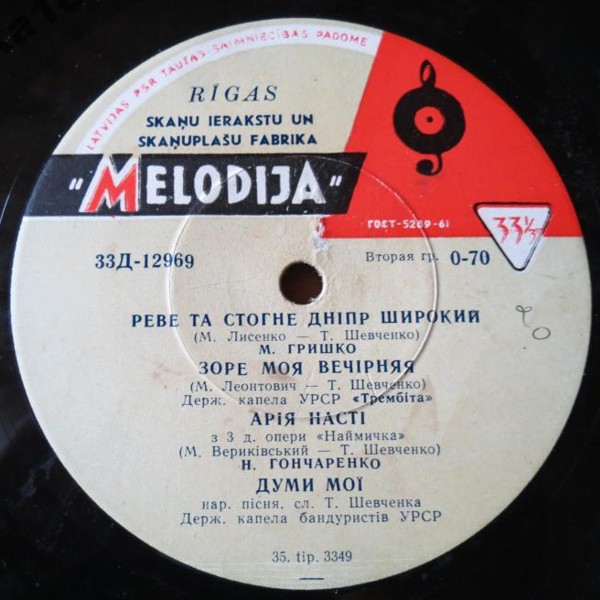 LATVIJAS PSR TAUTAS SAIMNIECĪBAS PADOME
RĪGAS
SKAŅU IERAKSTU UN
SKAŅUPLAŠU FABRIKA
"MELODIJA"
ГОСТ-5289-61
33⅓
33Д-12969
Вторая гр. 0-70
РЕВЕ ТА СТОГНЕ ДНІПР ШИРОКИЙ
(М. Лисенко — Т. Шевченко)
М. ГРИШКО
ЗОРЕ МОЯ ВЕЧІРНЯЯ
(М. Леонтович — Т. Шевченко)
Держ. капела УРСР «Трембіта»
АРІЯ НАСТІ
з 3 д. опери «Наймичка»
(М. Вериківський — Т. Шевченко)
Н. ГОНЧАРЕНКО
ДУМИ МОЇ
нар. пісня, сл. Т. Шевченка
Держ. капела бандуристів УРСР
35. tip. 3349